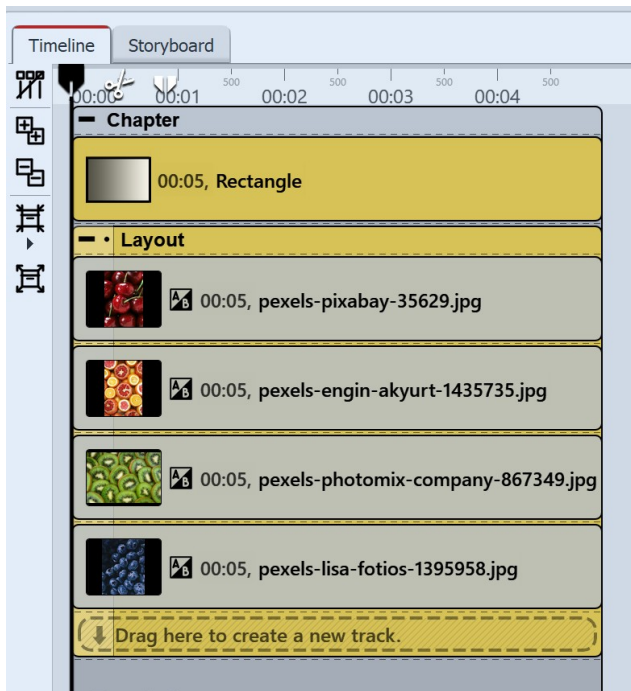 Timeline Storyboard
500 500 500 500
00:00 00:01 00:02 00:03 00:04
Chapter
00:05, Rectangle
Layout
A/B 00:05, pexels-pixabay-35629.jpg
A/B 00:05, pexels-engin-akyurt-1435735.jpg
A/B 00:05, pexels-photomix-company-867349.jpg
A/B 00:05, pexels-lisa-fotios-1395958.jpg
Drag here to create a new track.